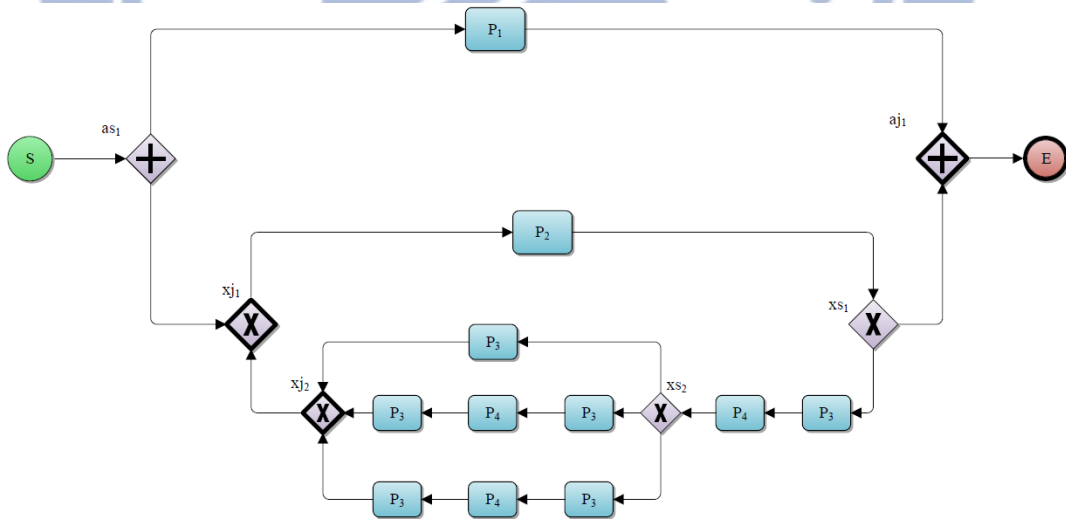 P₁
as₁
aj₁
S
E
P₂
xj₁
xs₁
P₃
xj₂
xs₂
P₃ P₄ P₃ P₄ P₃
P₃ P₄ P₃